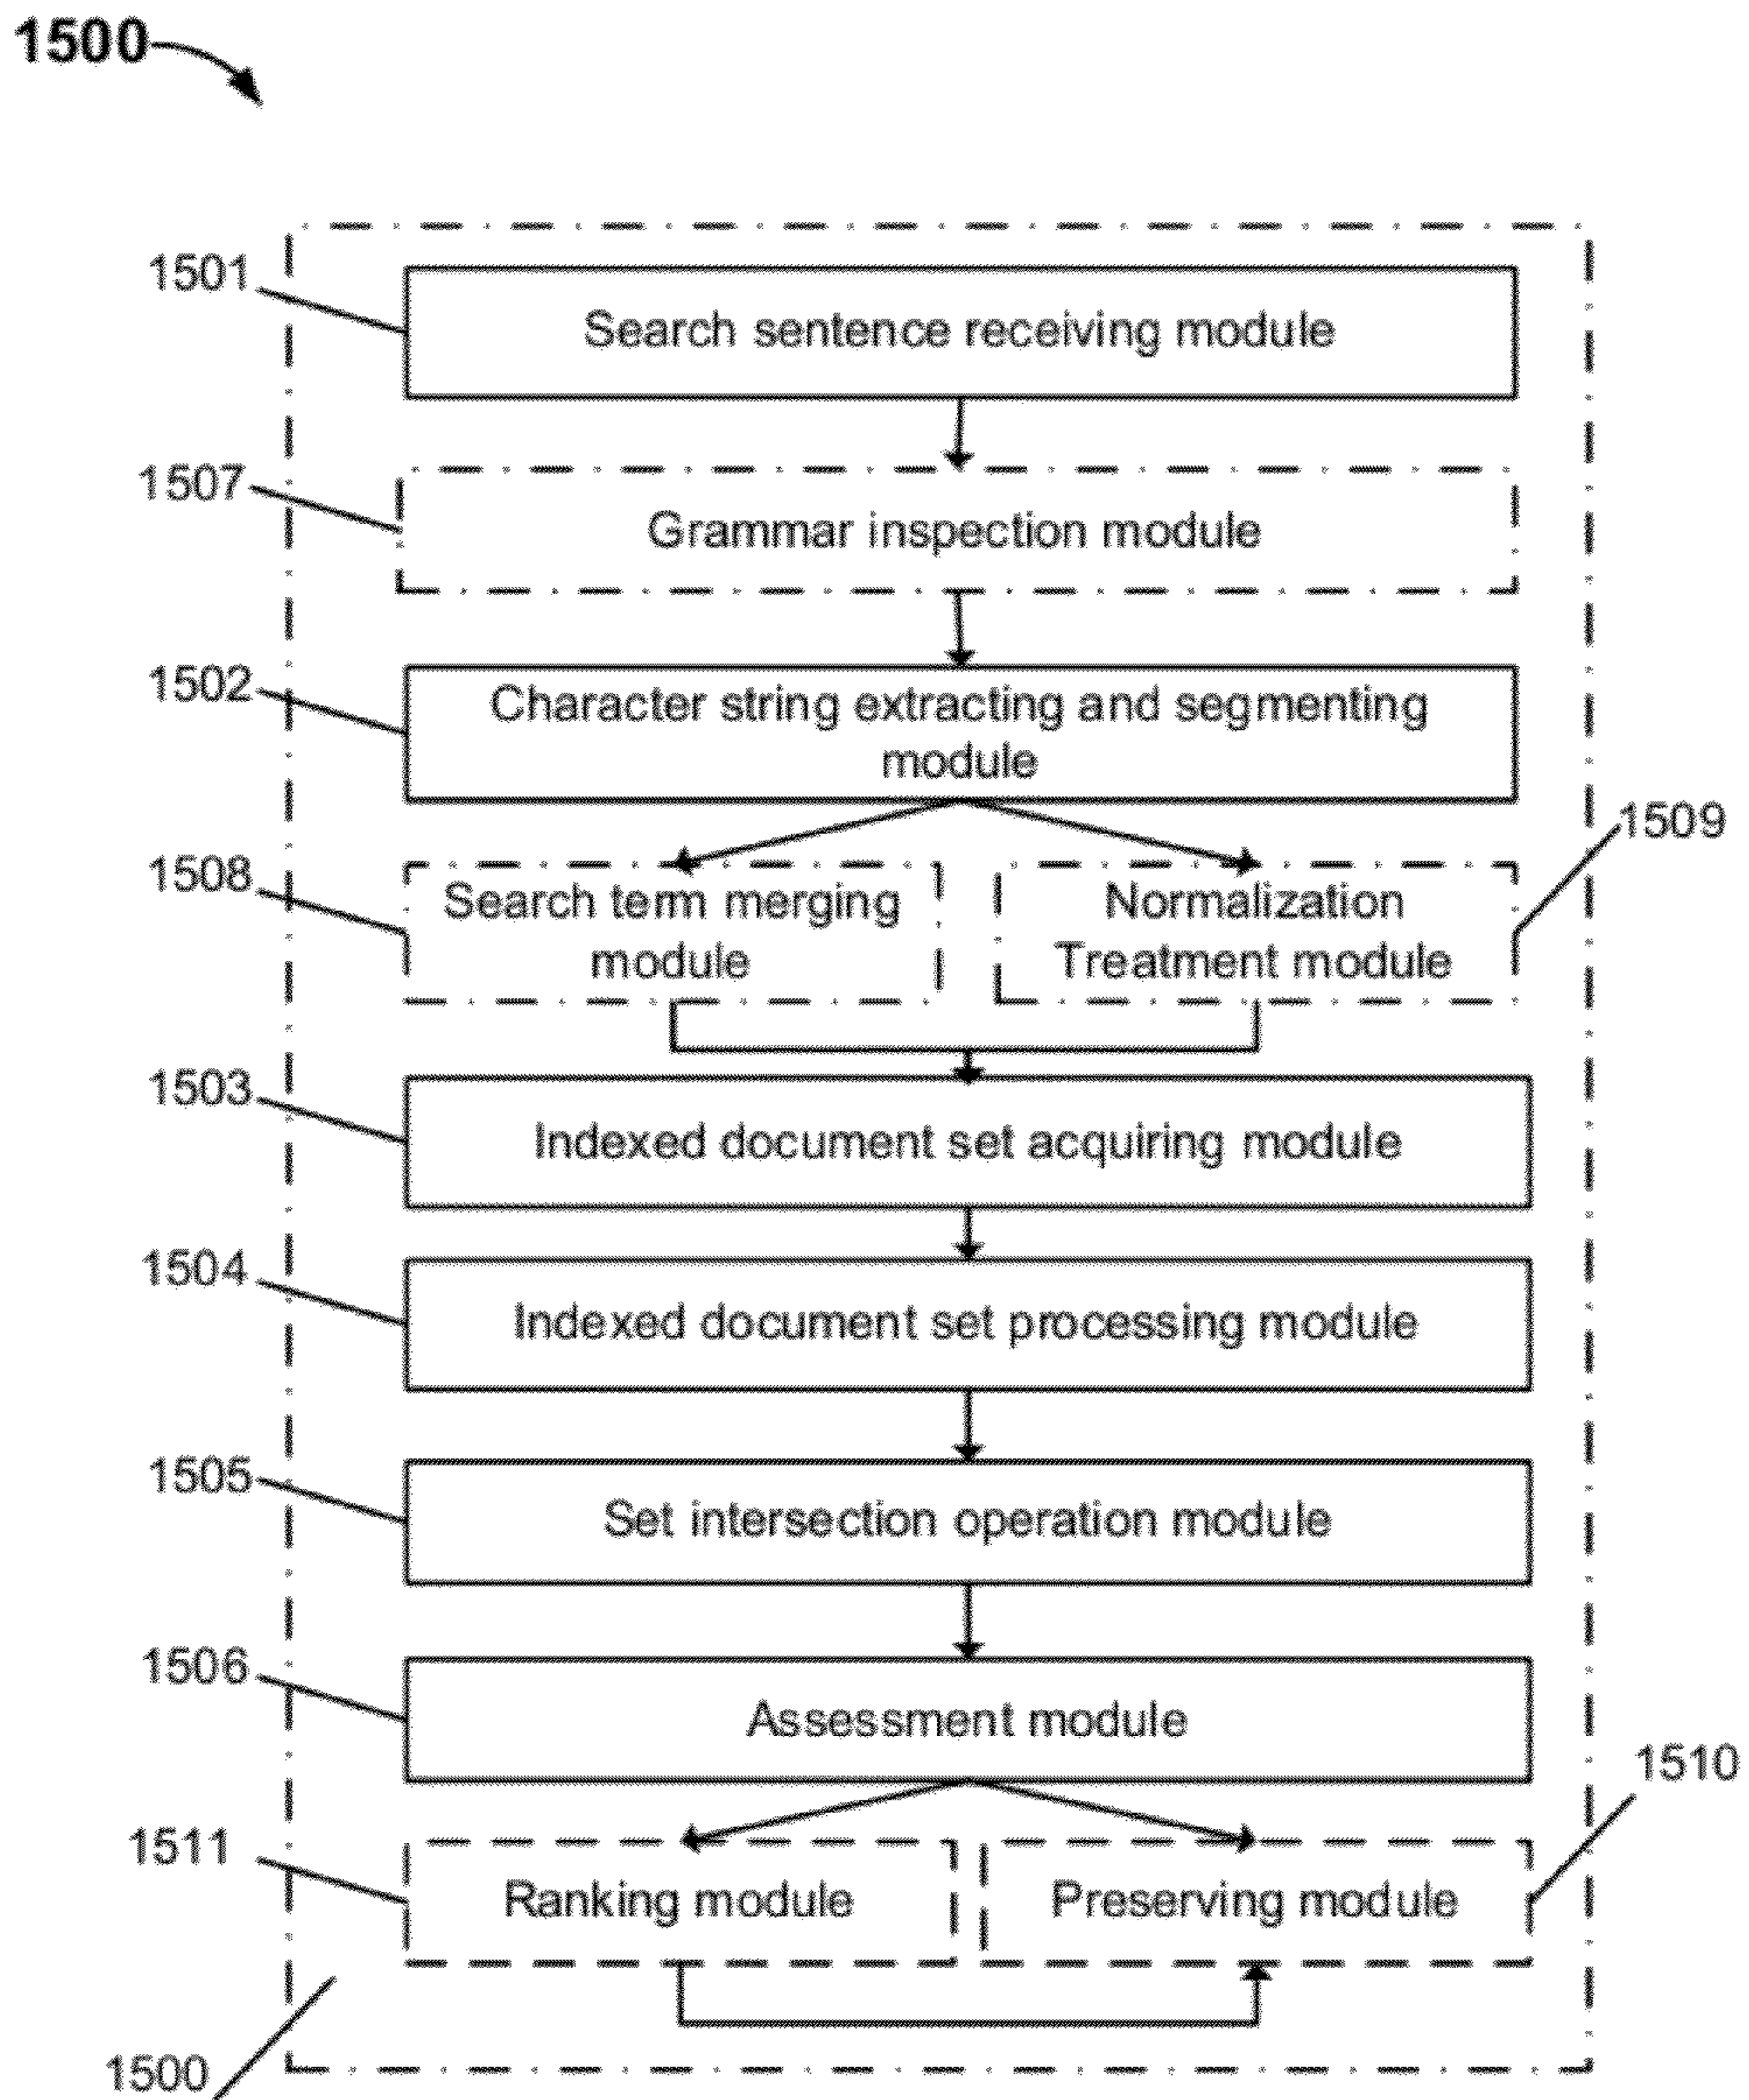 1500
1501
Search sentence receiving module
1507
Grammar inspection module
1502
Character string extracting and segmenting
module
1509
1508
Search term merging
module
Normalization
Treatment module
1503
Indexed document set acquiring module
1504
Indexed document set processing module
1505
Set intersection operation module
1506
Assessment module
1510
1511
Ranking module
Preserving module
1500